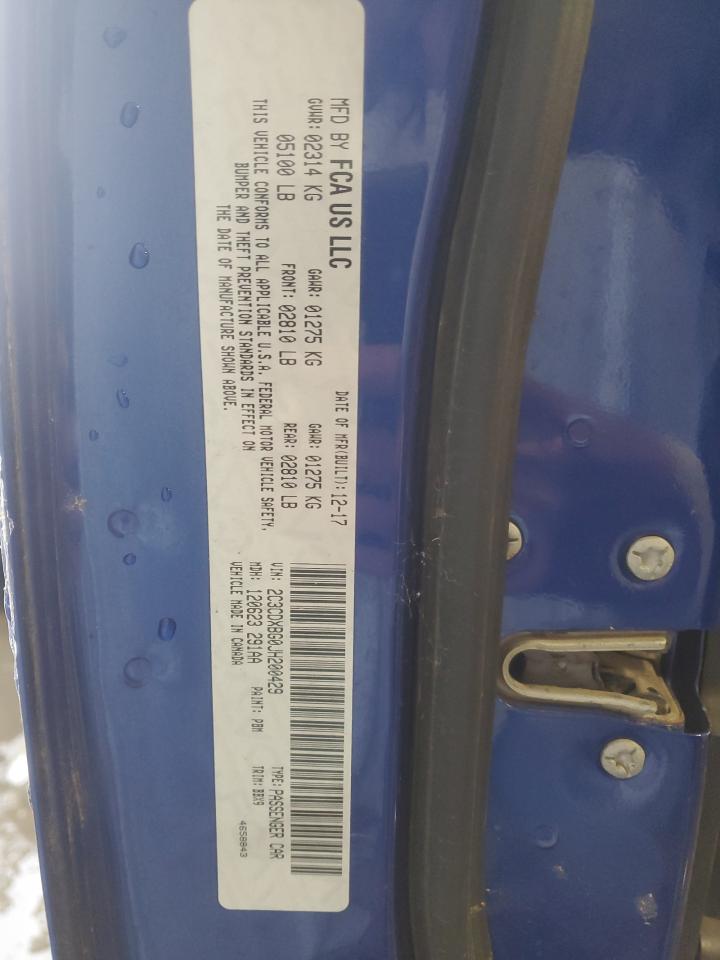 MFD BY FCA US LLC DATE OF MFR(BUILT): 12-17
GVWR: 02314 KG GAWR: 01275 KG GAWR: 01275 KG
05100 LB FRONT: 02810 LB REAR: 02810 LB
THIS VEHICLE CONFORMS TO ALL APPLICABLE U.S.A. FEDERAL MOTOR VEHICLE SAFETY,
BUMPER AND THEFT PREVENTION STANDARDS IN EFFECT ON
THE DATE OF MANUFACTURE SHOWN ABOVE.
VIN: 2C3CDXBG0JH200429 TYPE: PASSENGER CAR
MDH: 120623 291AA PAINT: PBM TRIM: BBX9
VEHICLE MADE IN CANADA 4658843